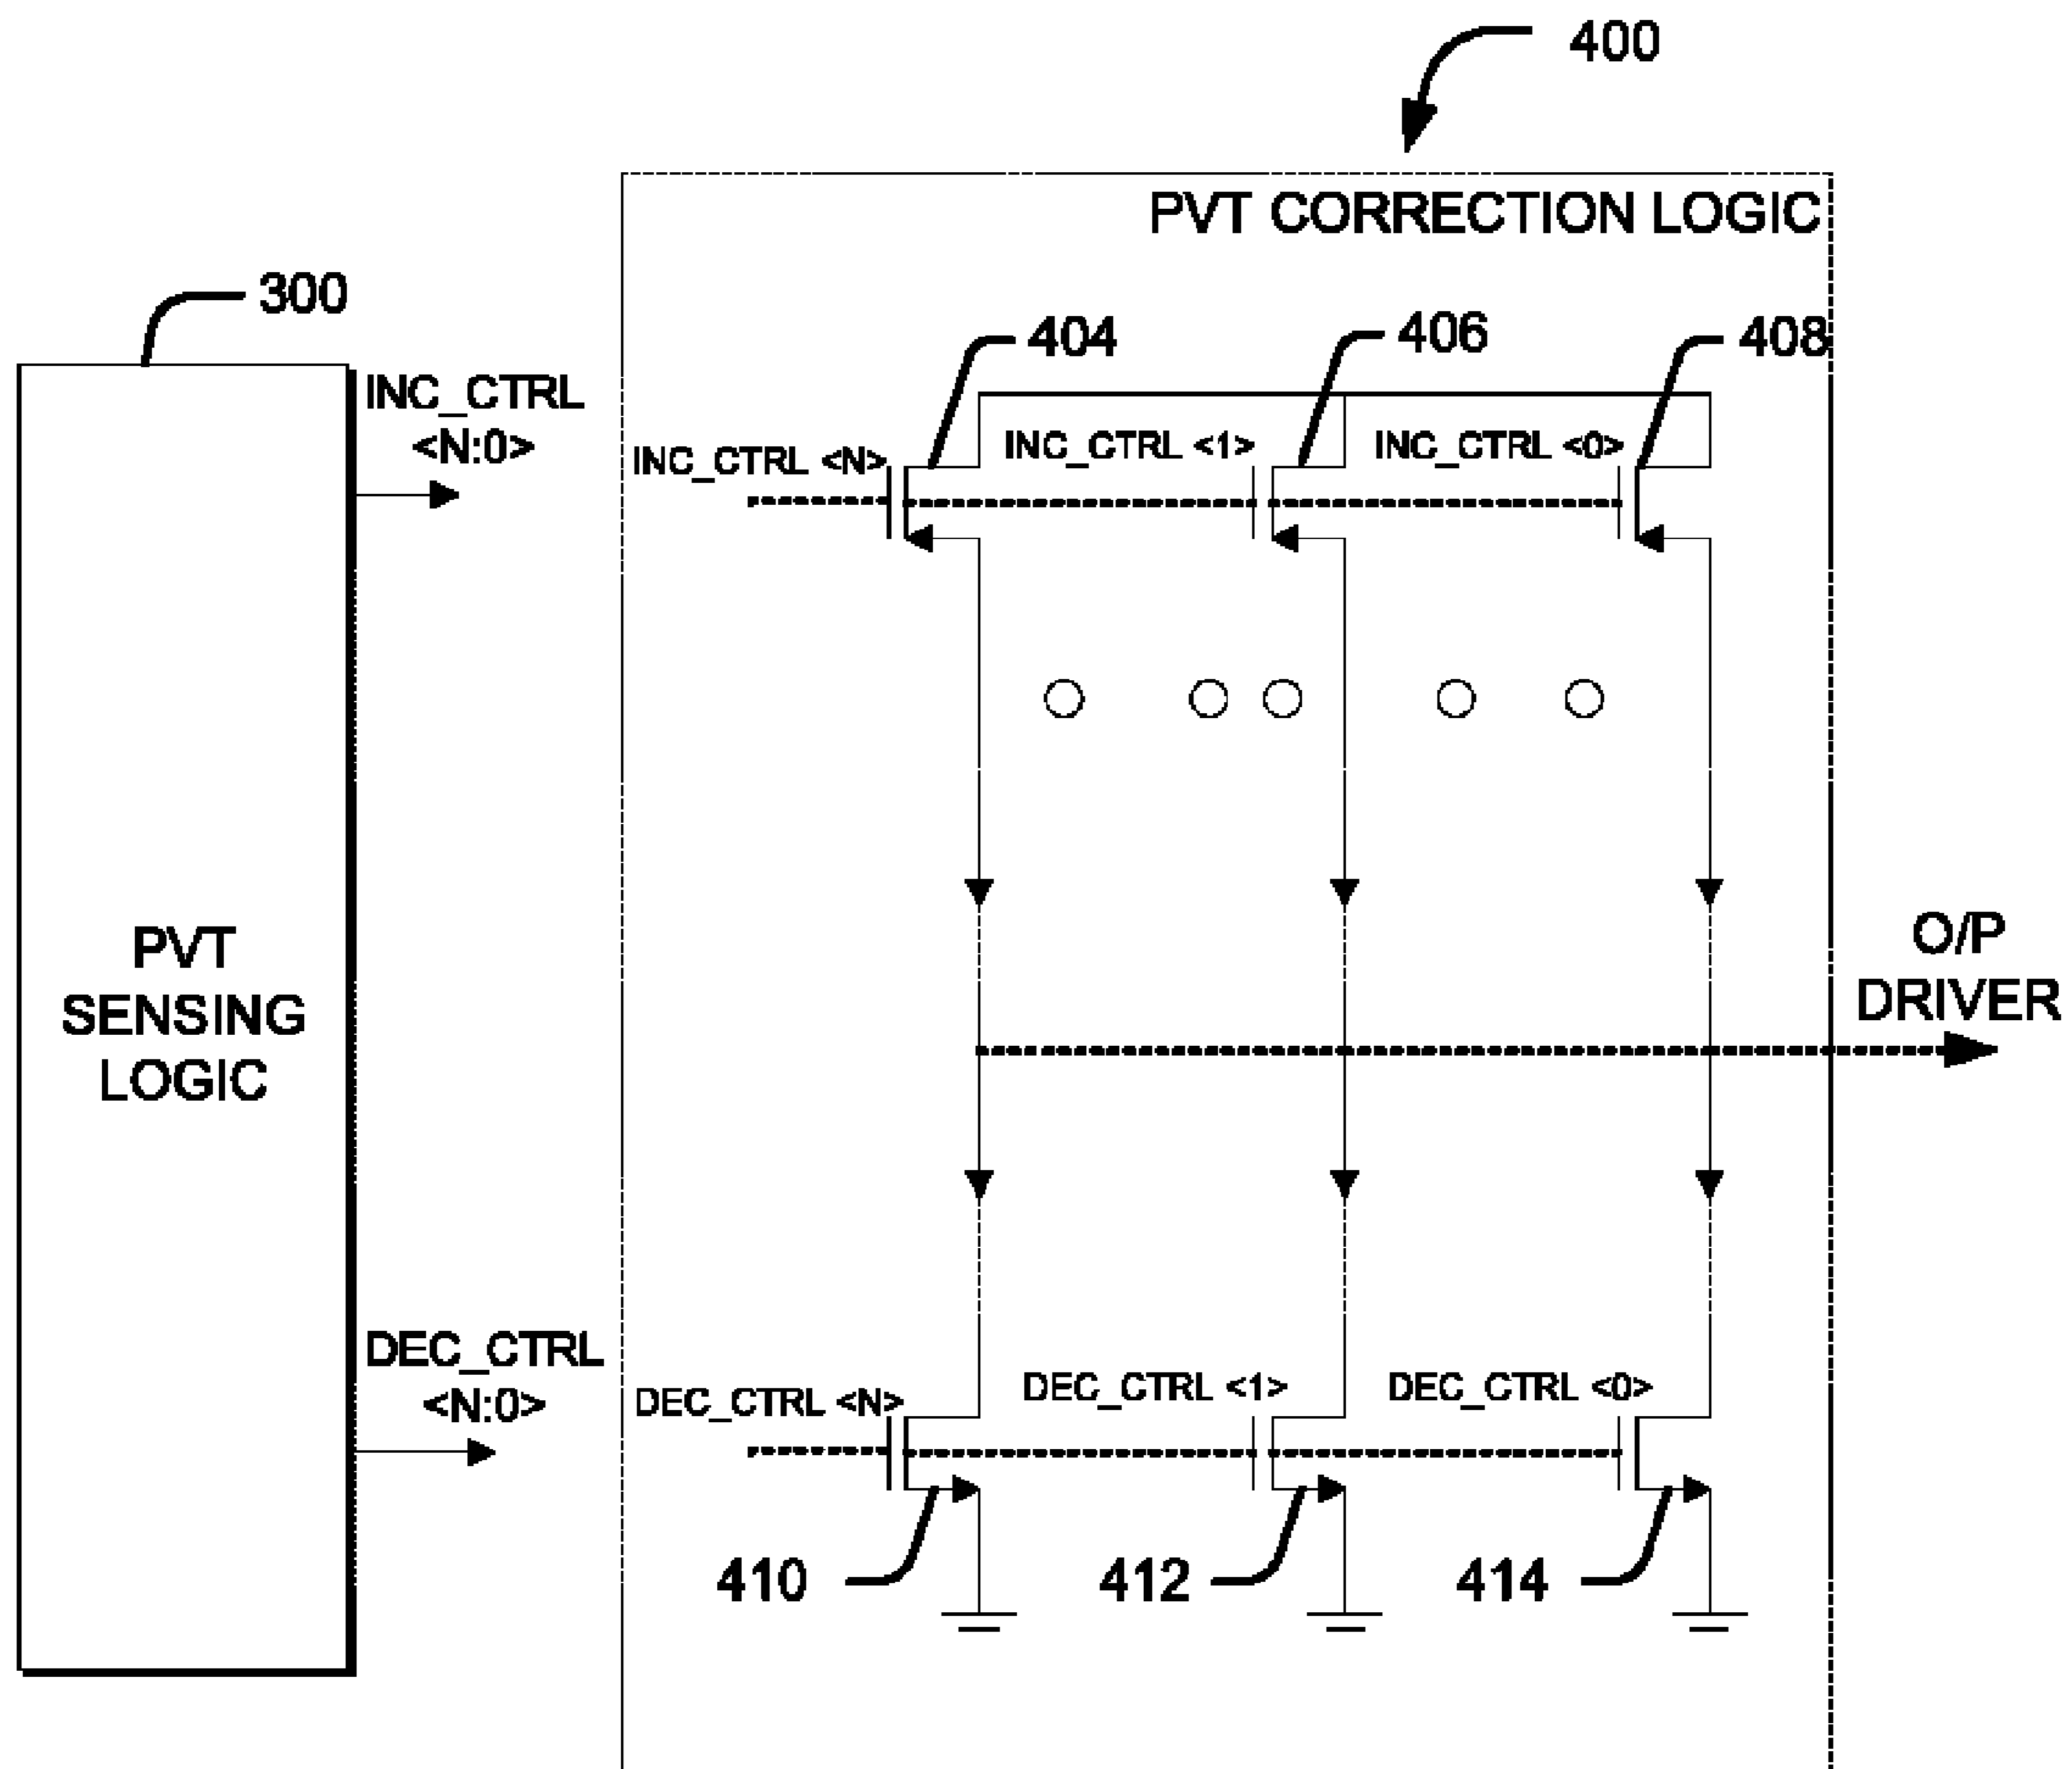 400
PVT CORRECTION LOGIC
300
404
406
408
INC_CTRL
<N:0>
INC_CTRL <N>
INC_CTRL <1>
INC_CTRL <0>
PVT
SENSING
LOGIC
O/P
DRIVER
DEC_CTRL
<N:0>
DEC_CTRL <N>
DEC_CTRL <1>
DEC_CTRL <0>
410
412
414